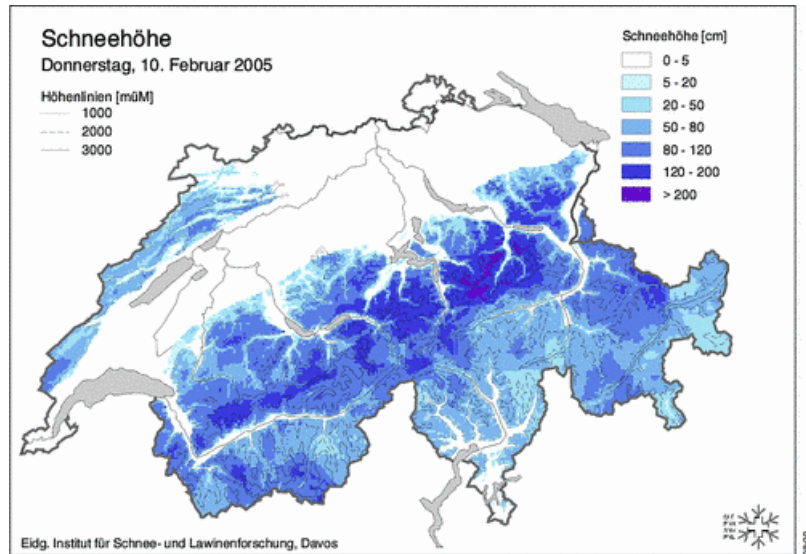 Schneehöhe
Donnerstag, 10. Februar 2005
Höhenlinien [müM]
1000
2000
3000
Schneehöhe [cm]
0 - 5
5 - 20
20 - 50
50 - 80
80 - 120
120 - 200
> 200
Eidg. Institut für Schnee- und Lawinenforschung, Davos